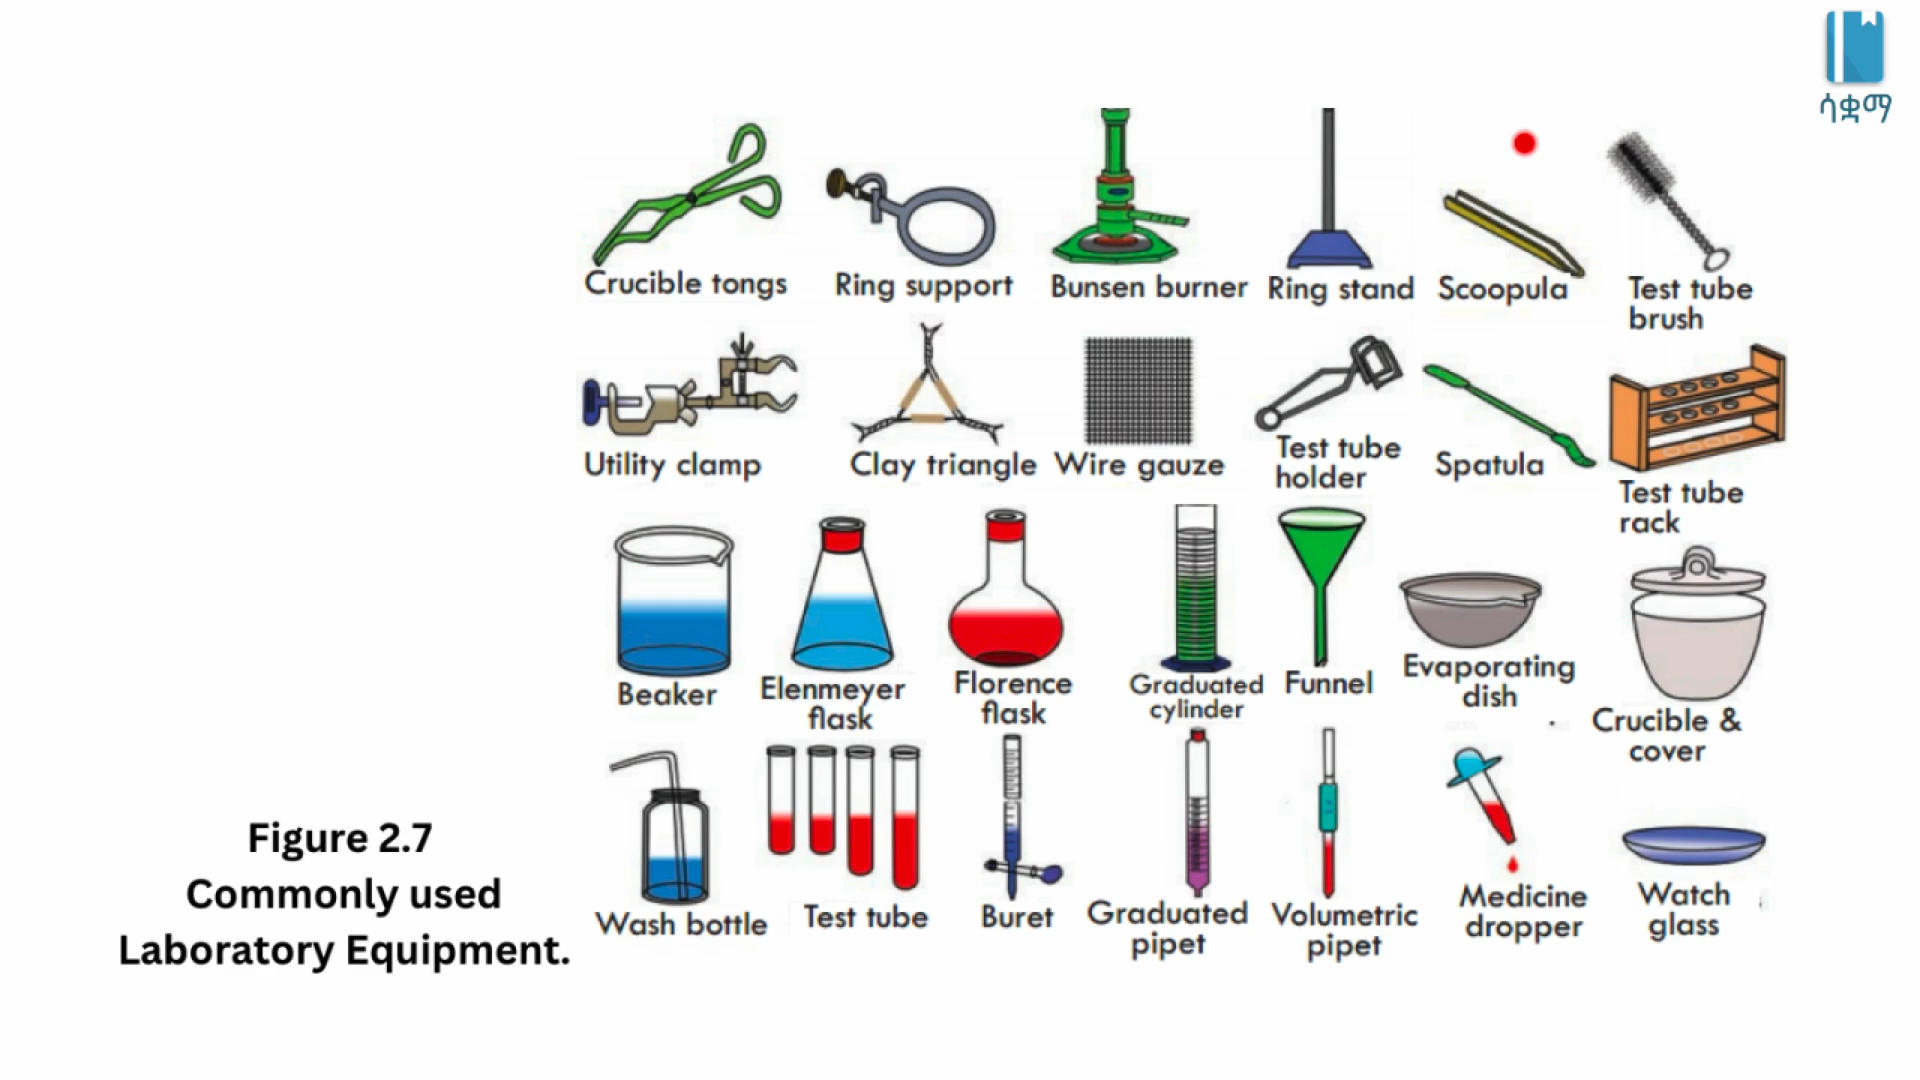 ሳቋማ
Crucible tongs
Ring support
Bunsen burner
Ring stand
Scoopula
Test tube
brush
Utility clamp
Clay triangle
Wire gauze
Test tube
holder
Spatula
Test tube
rack
Beaker
Elenmeyer
flask
Florence
flask
Graduated
cylinder
Funnel
Evaporating
dish
Crucible &
cover
Wash bottle
Test tube
Buret
Graduated
pipet
Volumetric
pipet
Medicine
dropper
Watch
glass
Figure 2.7
Commonly used
Laboratory Equipment.